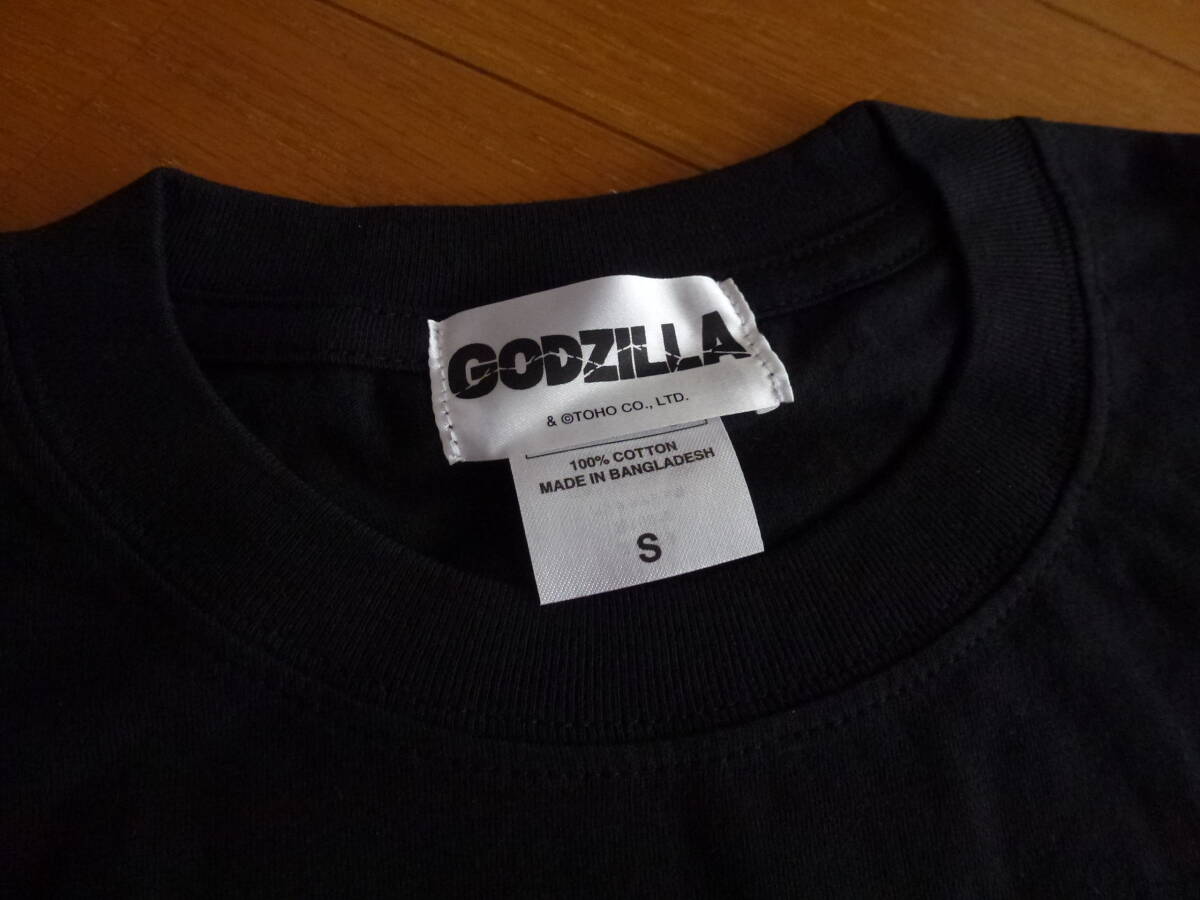 GODZILLA
& ©TOHO CO., LTD.
100% COTTON
MADE IN BANGLADESH
S